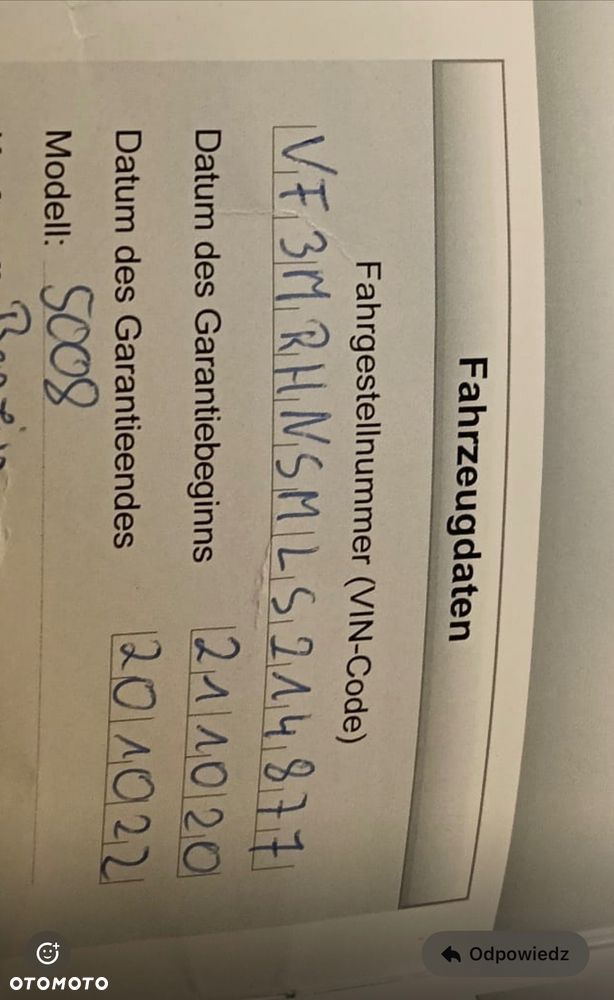 Fahrzeugdaten
Fahrgestellnummer (VIN-Code)
VF3MRHNSMLS214877
Datum des Garantiebeginns 211020
Datum des Garantieendes 201022
Modell: 5008
Odpowiedz
OTOMOTO